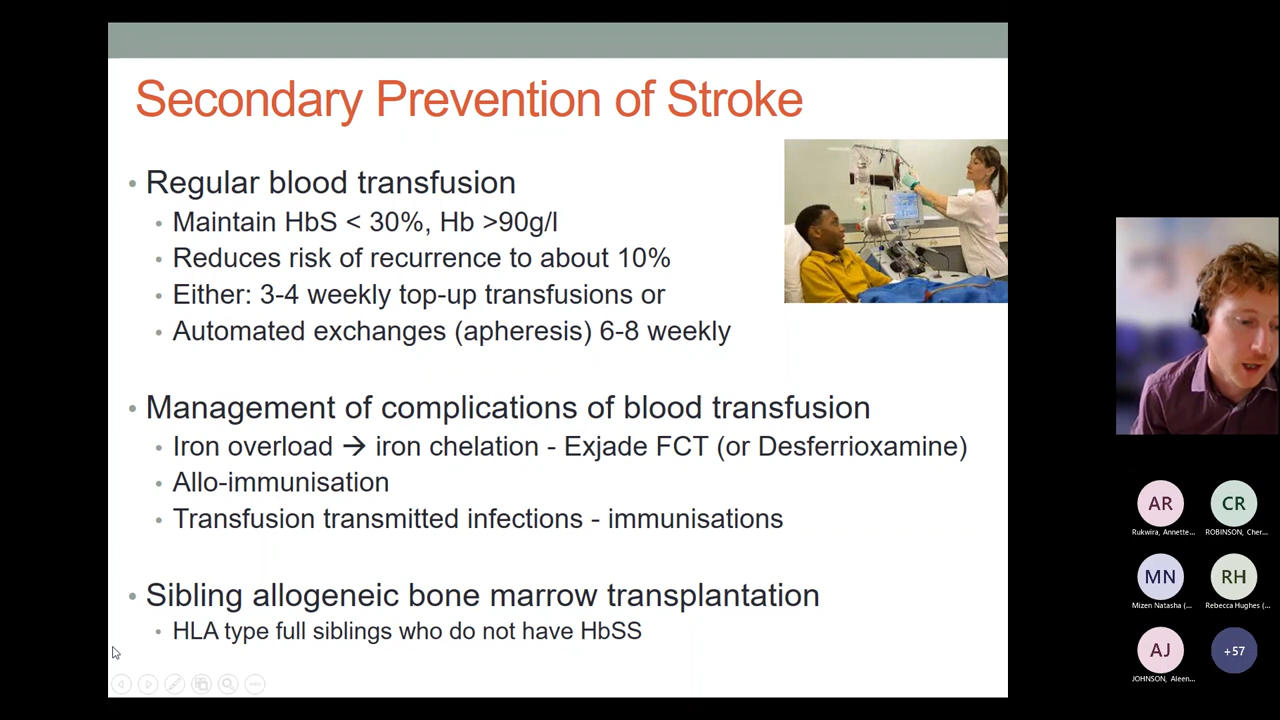 Secondary Prevention of Stroke
• Regular blood transfusion
• Maintain HbS < 30%, Hb >90g/l
• Reduces risk of recurrence to about 10%
• Either: 3-4 weekly top-up transfusions or
• Automated exchanges (apheresis) 6-8 weekly
• Management of complications of blood transfusion
• Iron overload → iron chelation - Exjade FCT (or Desferrioxamine)
• Allo-immunisation
• Transfusion transmitted infections - immunisations
• Sibling allogeneic bone marrow transplantation
• HLA type full siblings who do not have HbSS
AR
Rukwira, Annette...
CR
ROBINSON, Cher...
MN
Mizen Natasha (...
RH
Rebecca Hughes (...
AJ
JOHNSON, Aleen...
+57